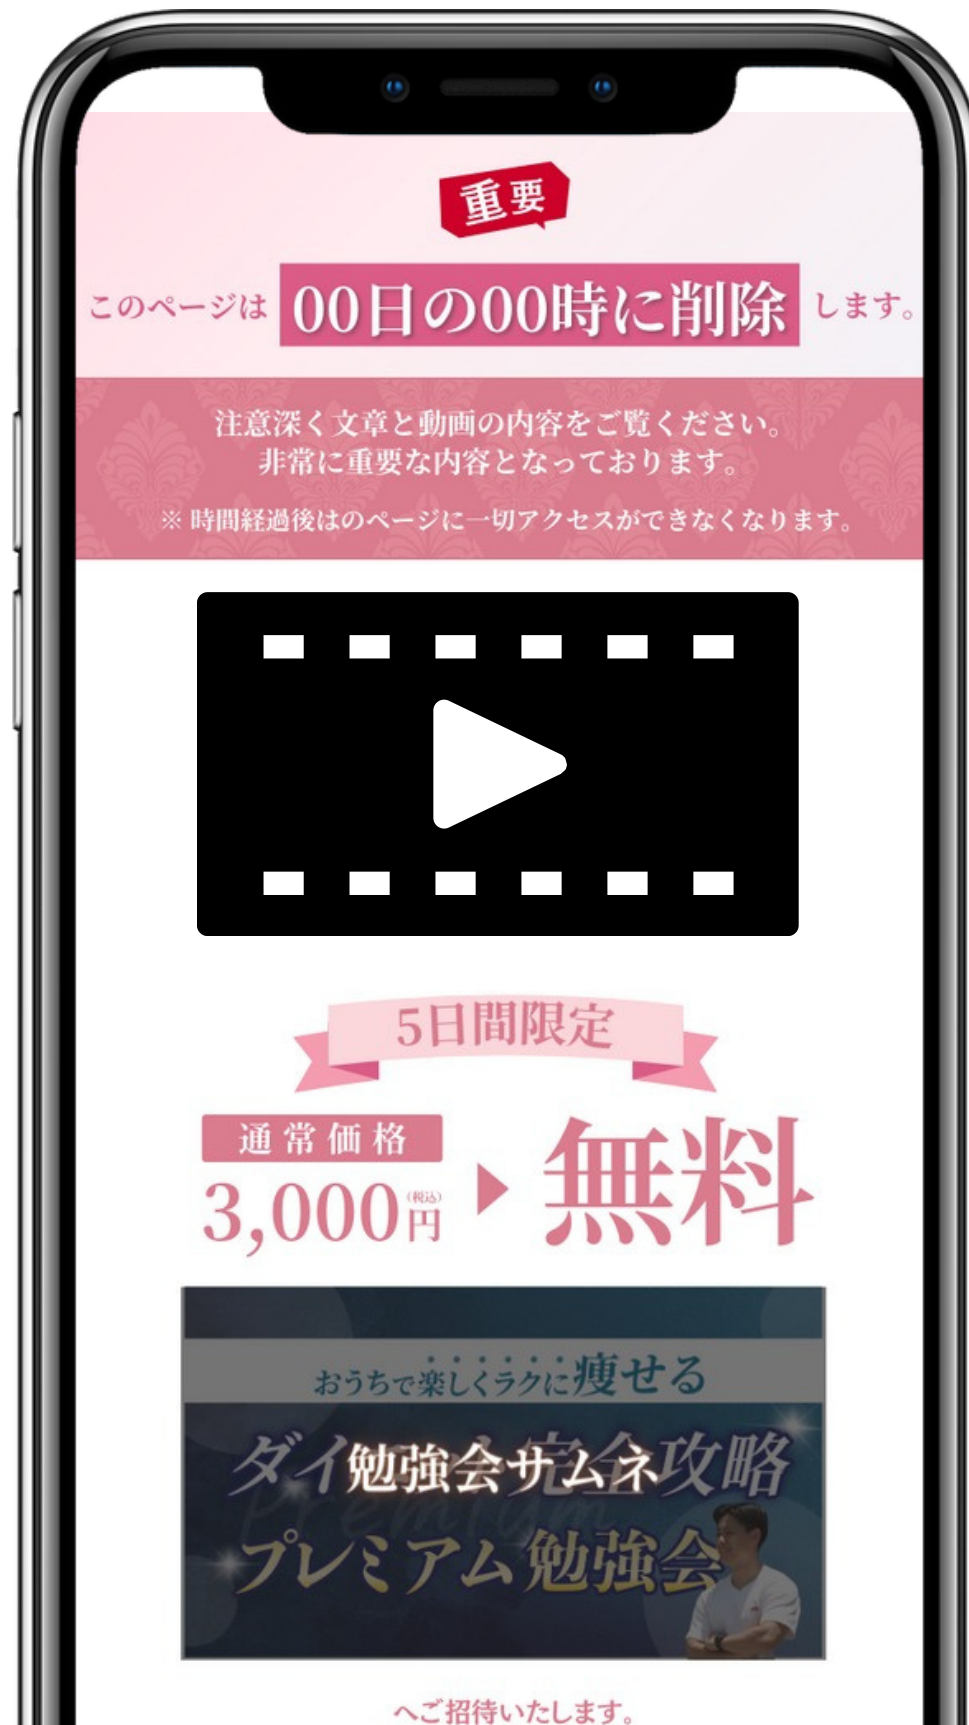 重要
このページは 00日の00時に削除 します。
注意深く文章と動画の内容をご覧ください。
非常に重要な内容となっております。
※ 時間経過後はのページに一切アクセスができなくなります。
5日間限定
通常価格
3,000円(税込)
無料
おうちで楽しくラクに痩せる
ダイ 完全攻略
勉強会サムネ
Premium
プレミアム勉強会
へご招待いたします。